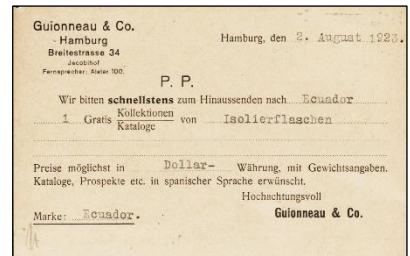 Guionneau & Co.
Hamburg
Breitestrasse 34
Jacobihof
Fernsprecher: Alster 100.
Hamburg, den 2. August 1923.
P. P.
Wir bitten schnellstens zum Hinaussenden nach Ecuador
1 Gratis Kollektionen
Kataloge von Isolierflaschen
Preise möglichst in Dollar- Währung, mit Gewichtsangaben.
Kataloge, Prospekte etc. in spanischer Sprache erwünscht.
Hochachtungsvoll
Marke: Ecuador. Guionneau & Co.